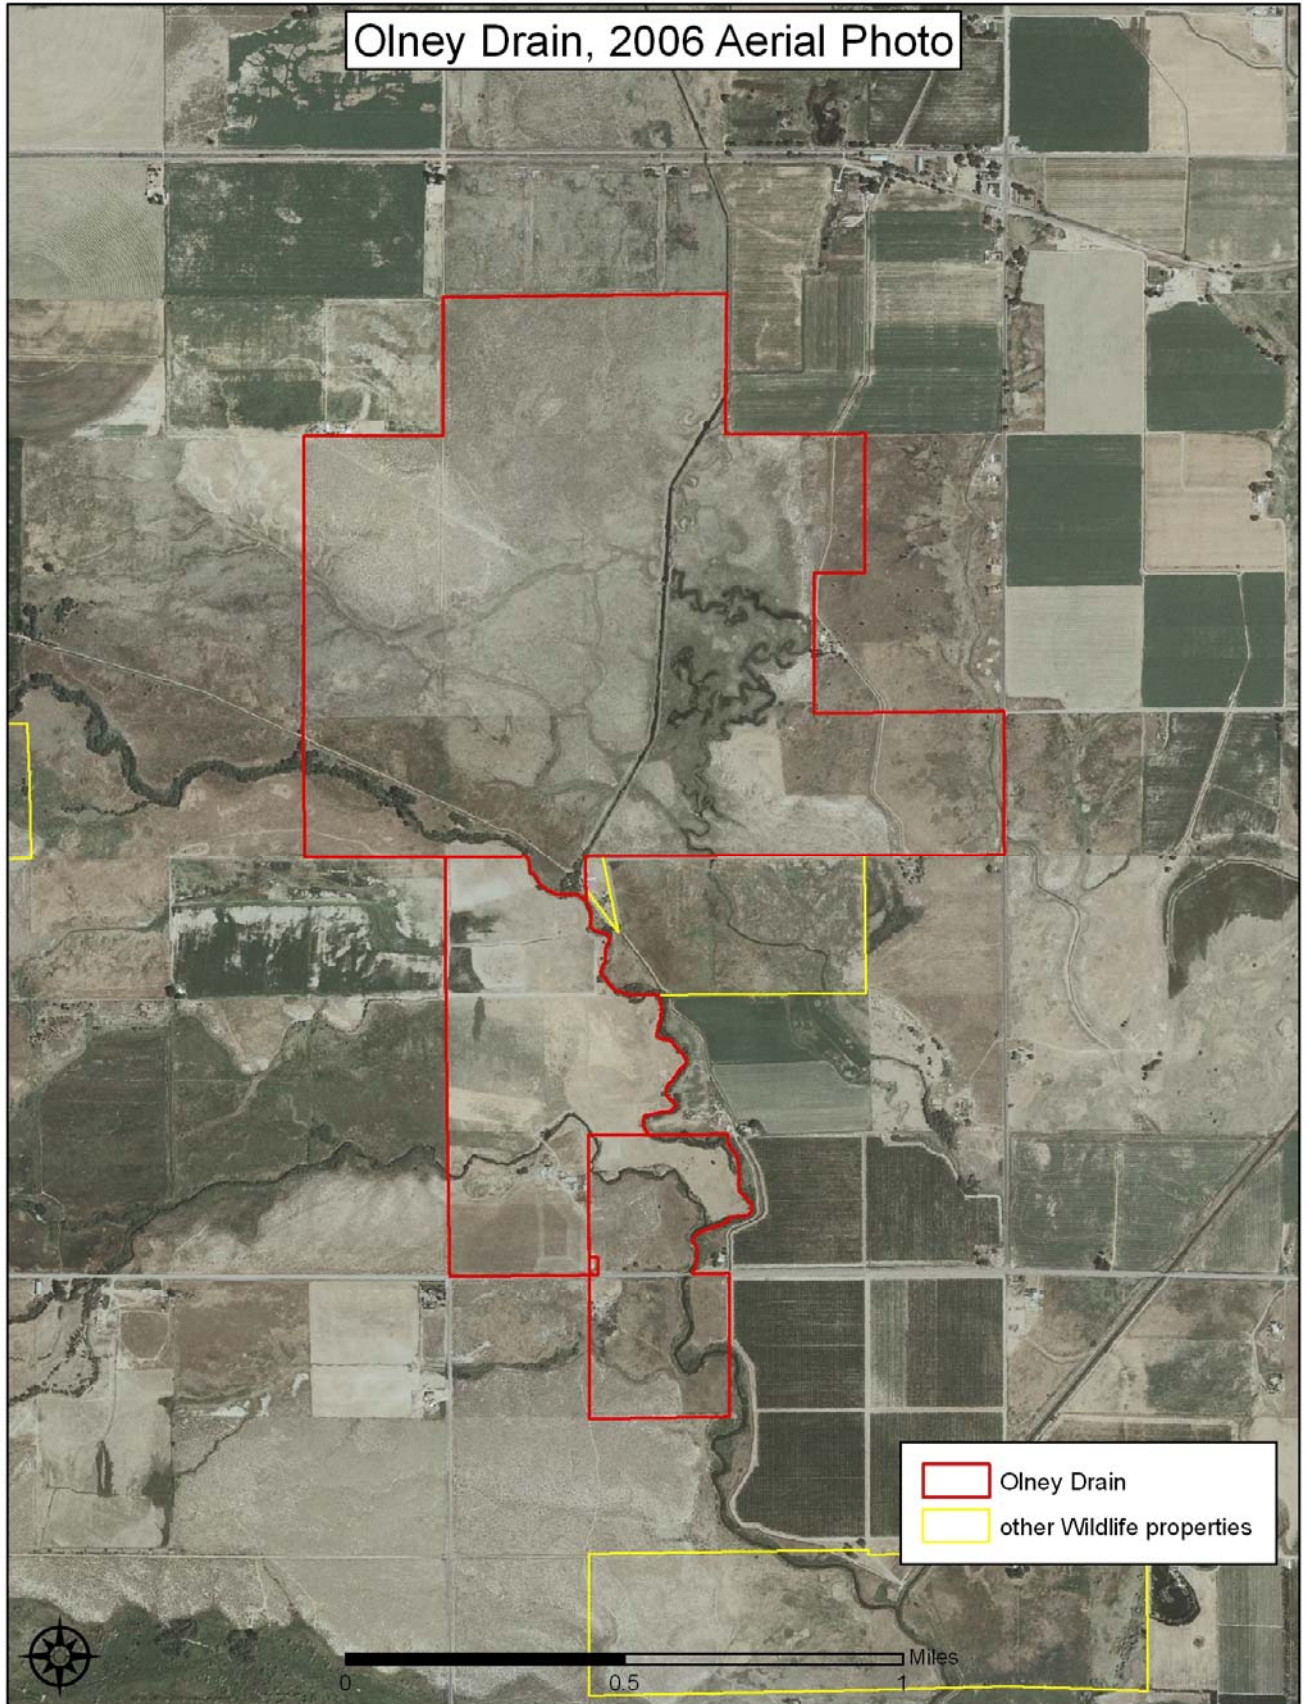 Olney Drain, 2006 Aerial Photo
Olney Drain
other Wildlife properties
Miles
0 0.5 1